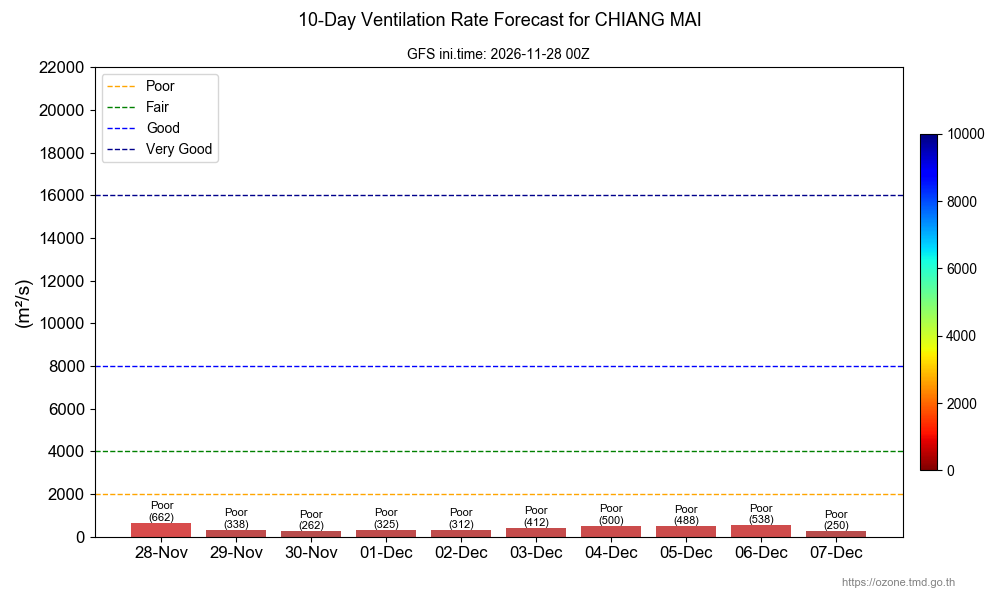 10-Day Ventilation Rate Forecast for CHIANG MAI
GFS ini.time: 2026-11-28 00Z
22000
20000
18000
16000
14000
12000
10000
8000
6000
4000
2000
0
(m²/s)
Poor
Fair
Good
Very Good
Poor
(662)
Poor
(338)
Poor
(262)
Poor
(325)
Poor
(312)
Poor
(412)
Poor
(500)
Poor
(488)
Poor
(538)
Poor
(250)
28-Nov 29-Nov 30-Nov 01-Dec 02-Dec 03-Dec 04-Dec 05-Dec 06-Dec 07-Dec
10000
8000
6000
4000
2000
0
https://ozone.tmd.go.th